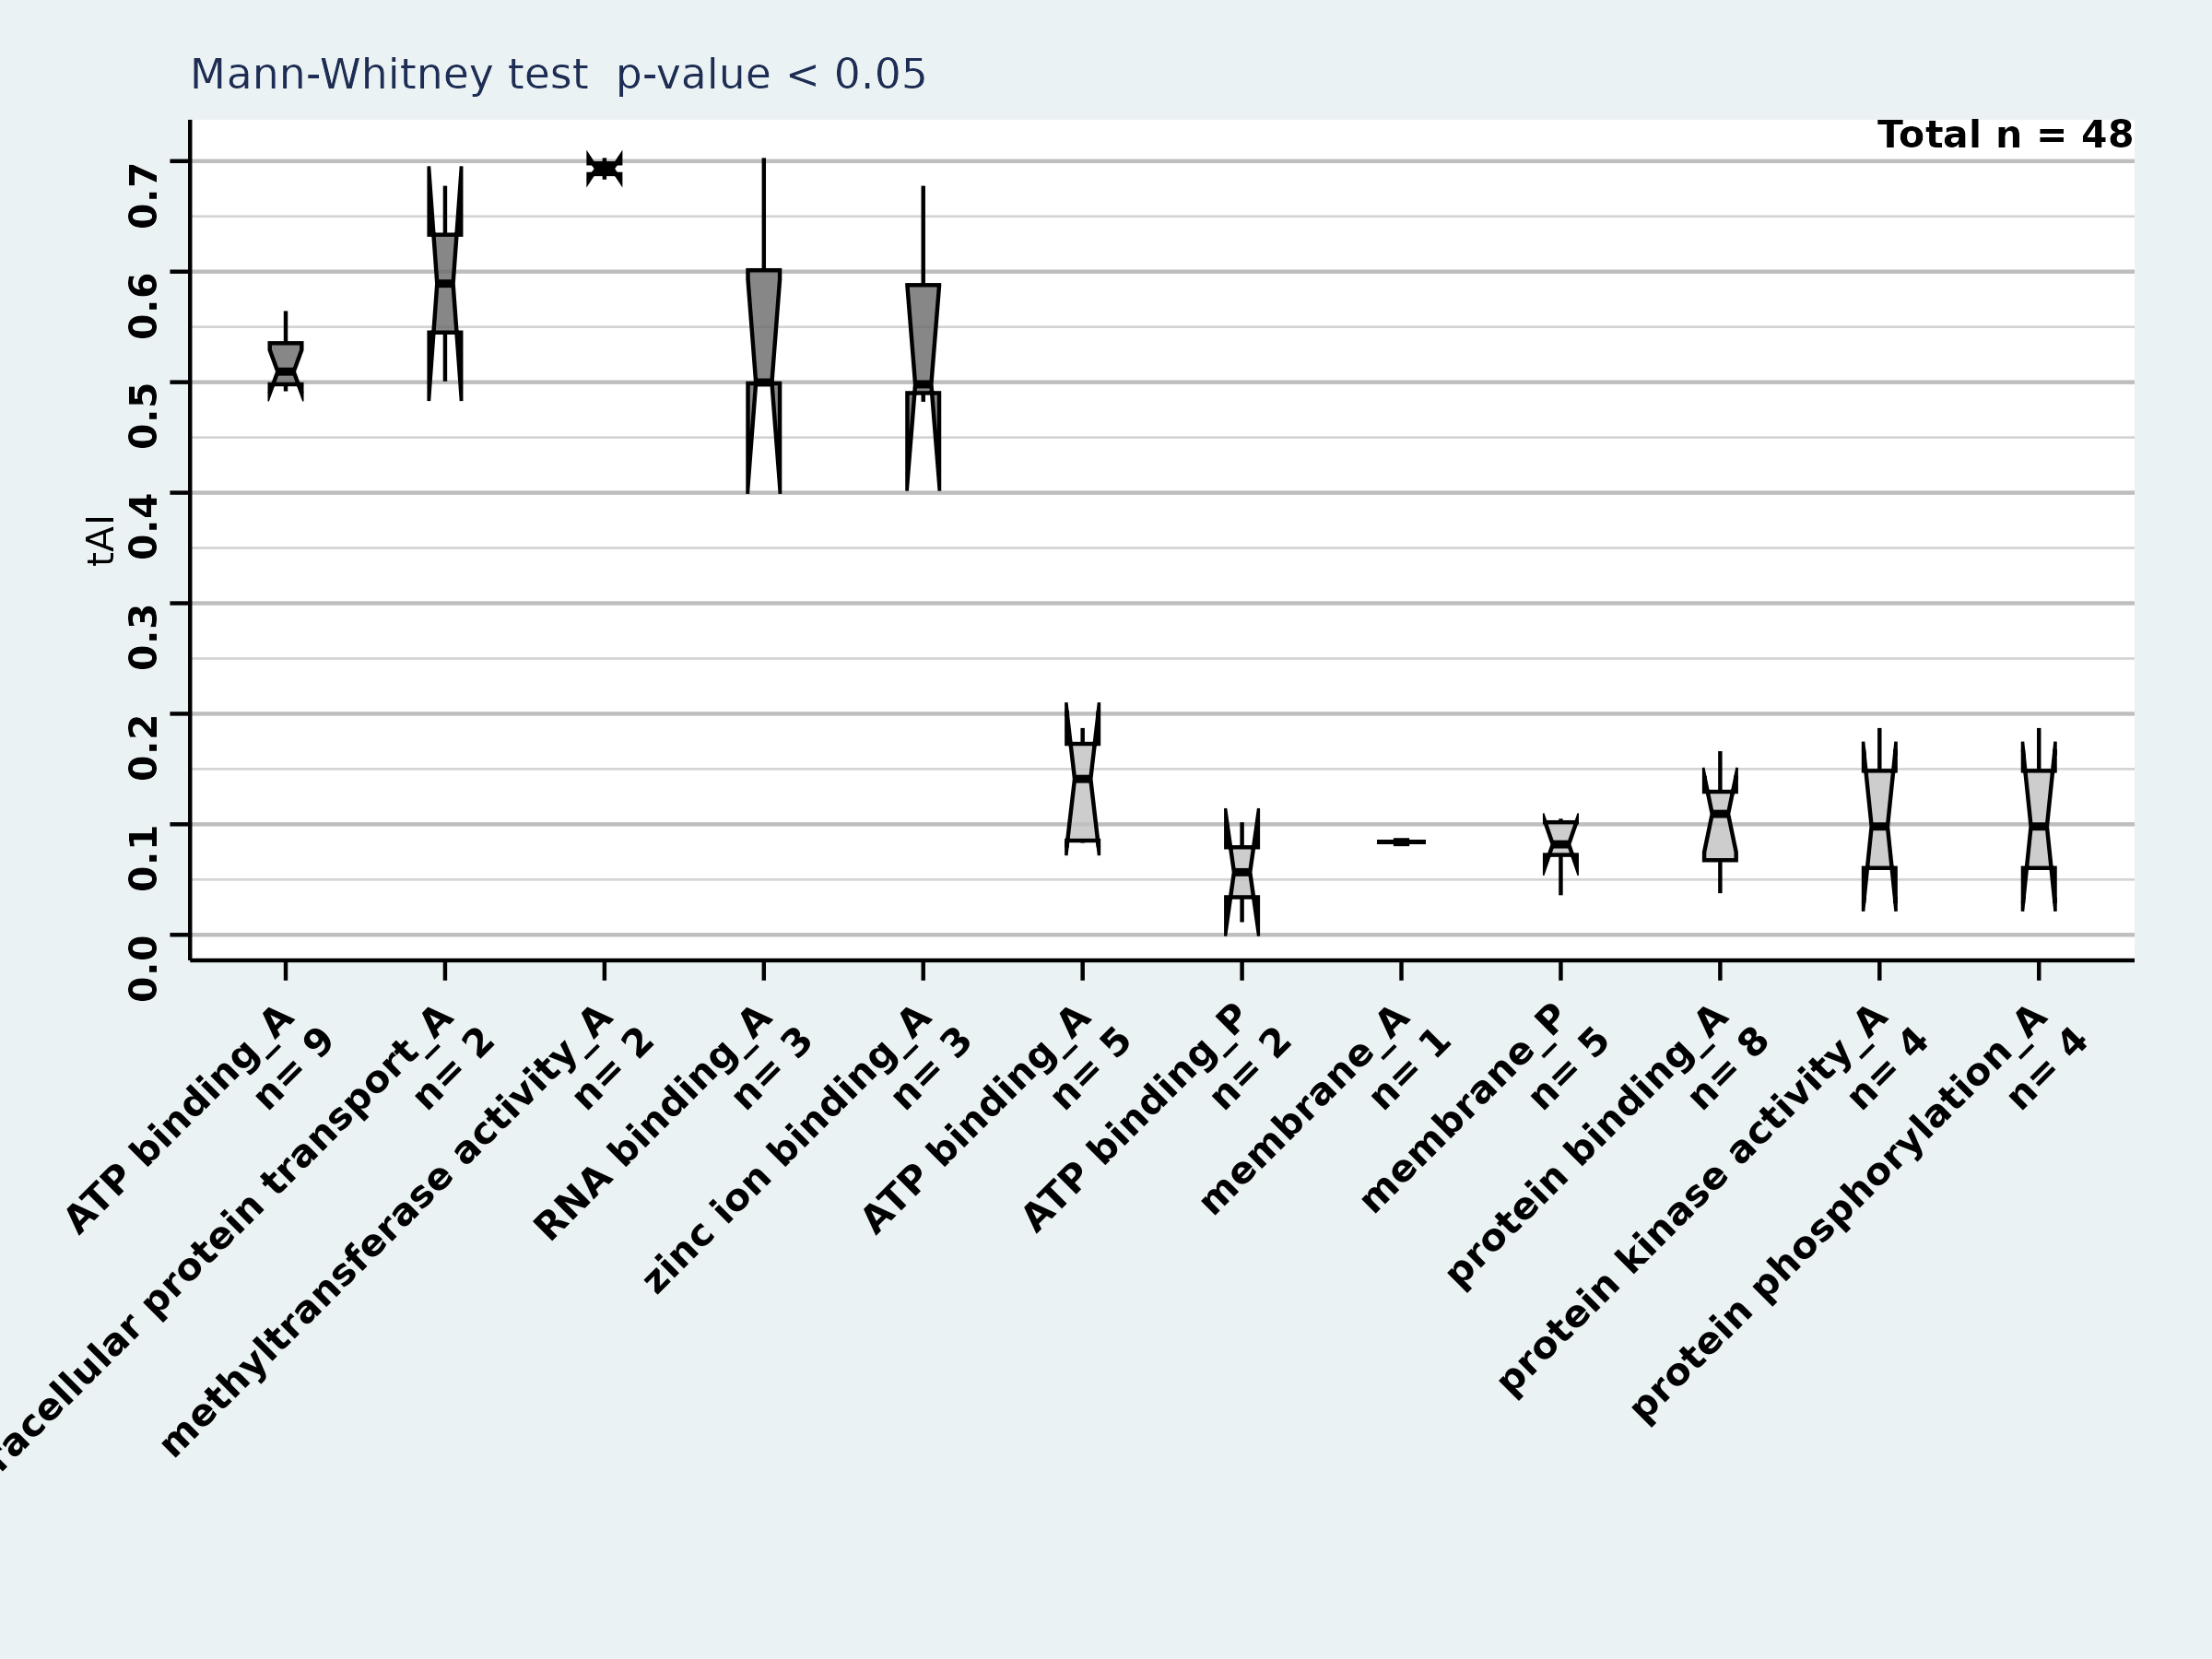 Mann-Whitney test  p-value < 0.05
Total n = 48
tAI
0.7
0.6
0.5
0.4
0.3
0.2
0.1
0.0
ATP binding_A
n= 9
protein transport_A
n= 2
methyltransferase activity_A
n= 2
RNA binding_A
n= 3
zinc ion binding_A
n= 3
ATP binding_A
n= 5
ATP binding_P
n= 2
membrane_A
n= 1
membrane_P
n= 5
protein binding_A
n= 8
protein kinase activity_A
n= 4
protein phosphorylation_A
n= 4